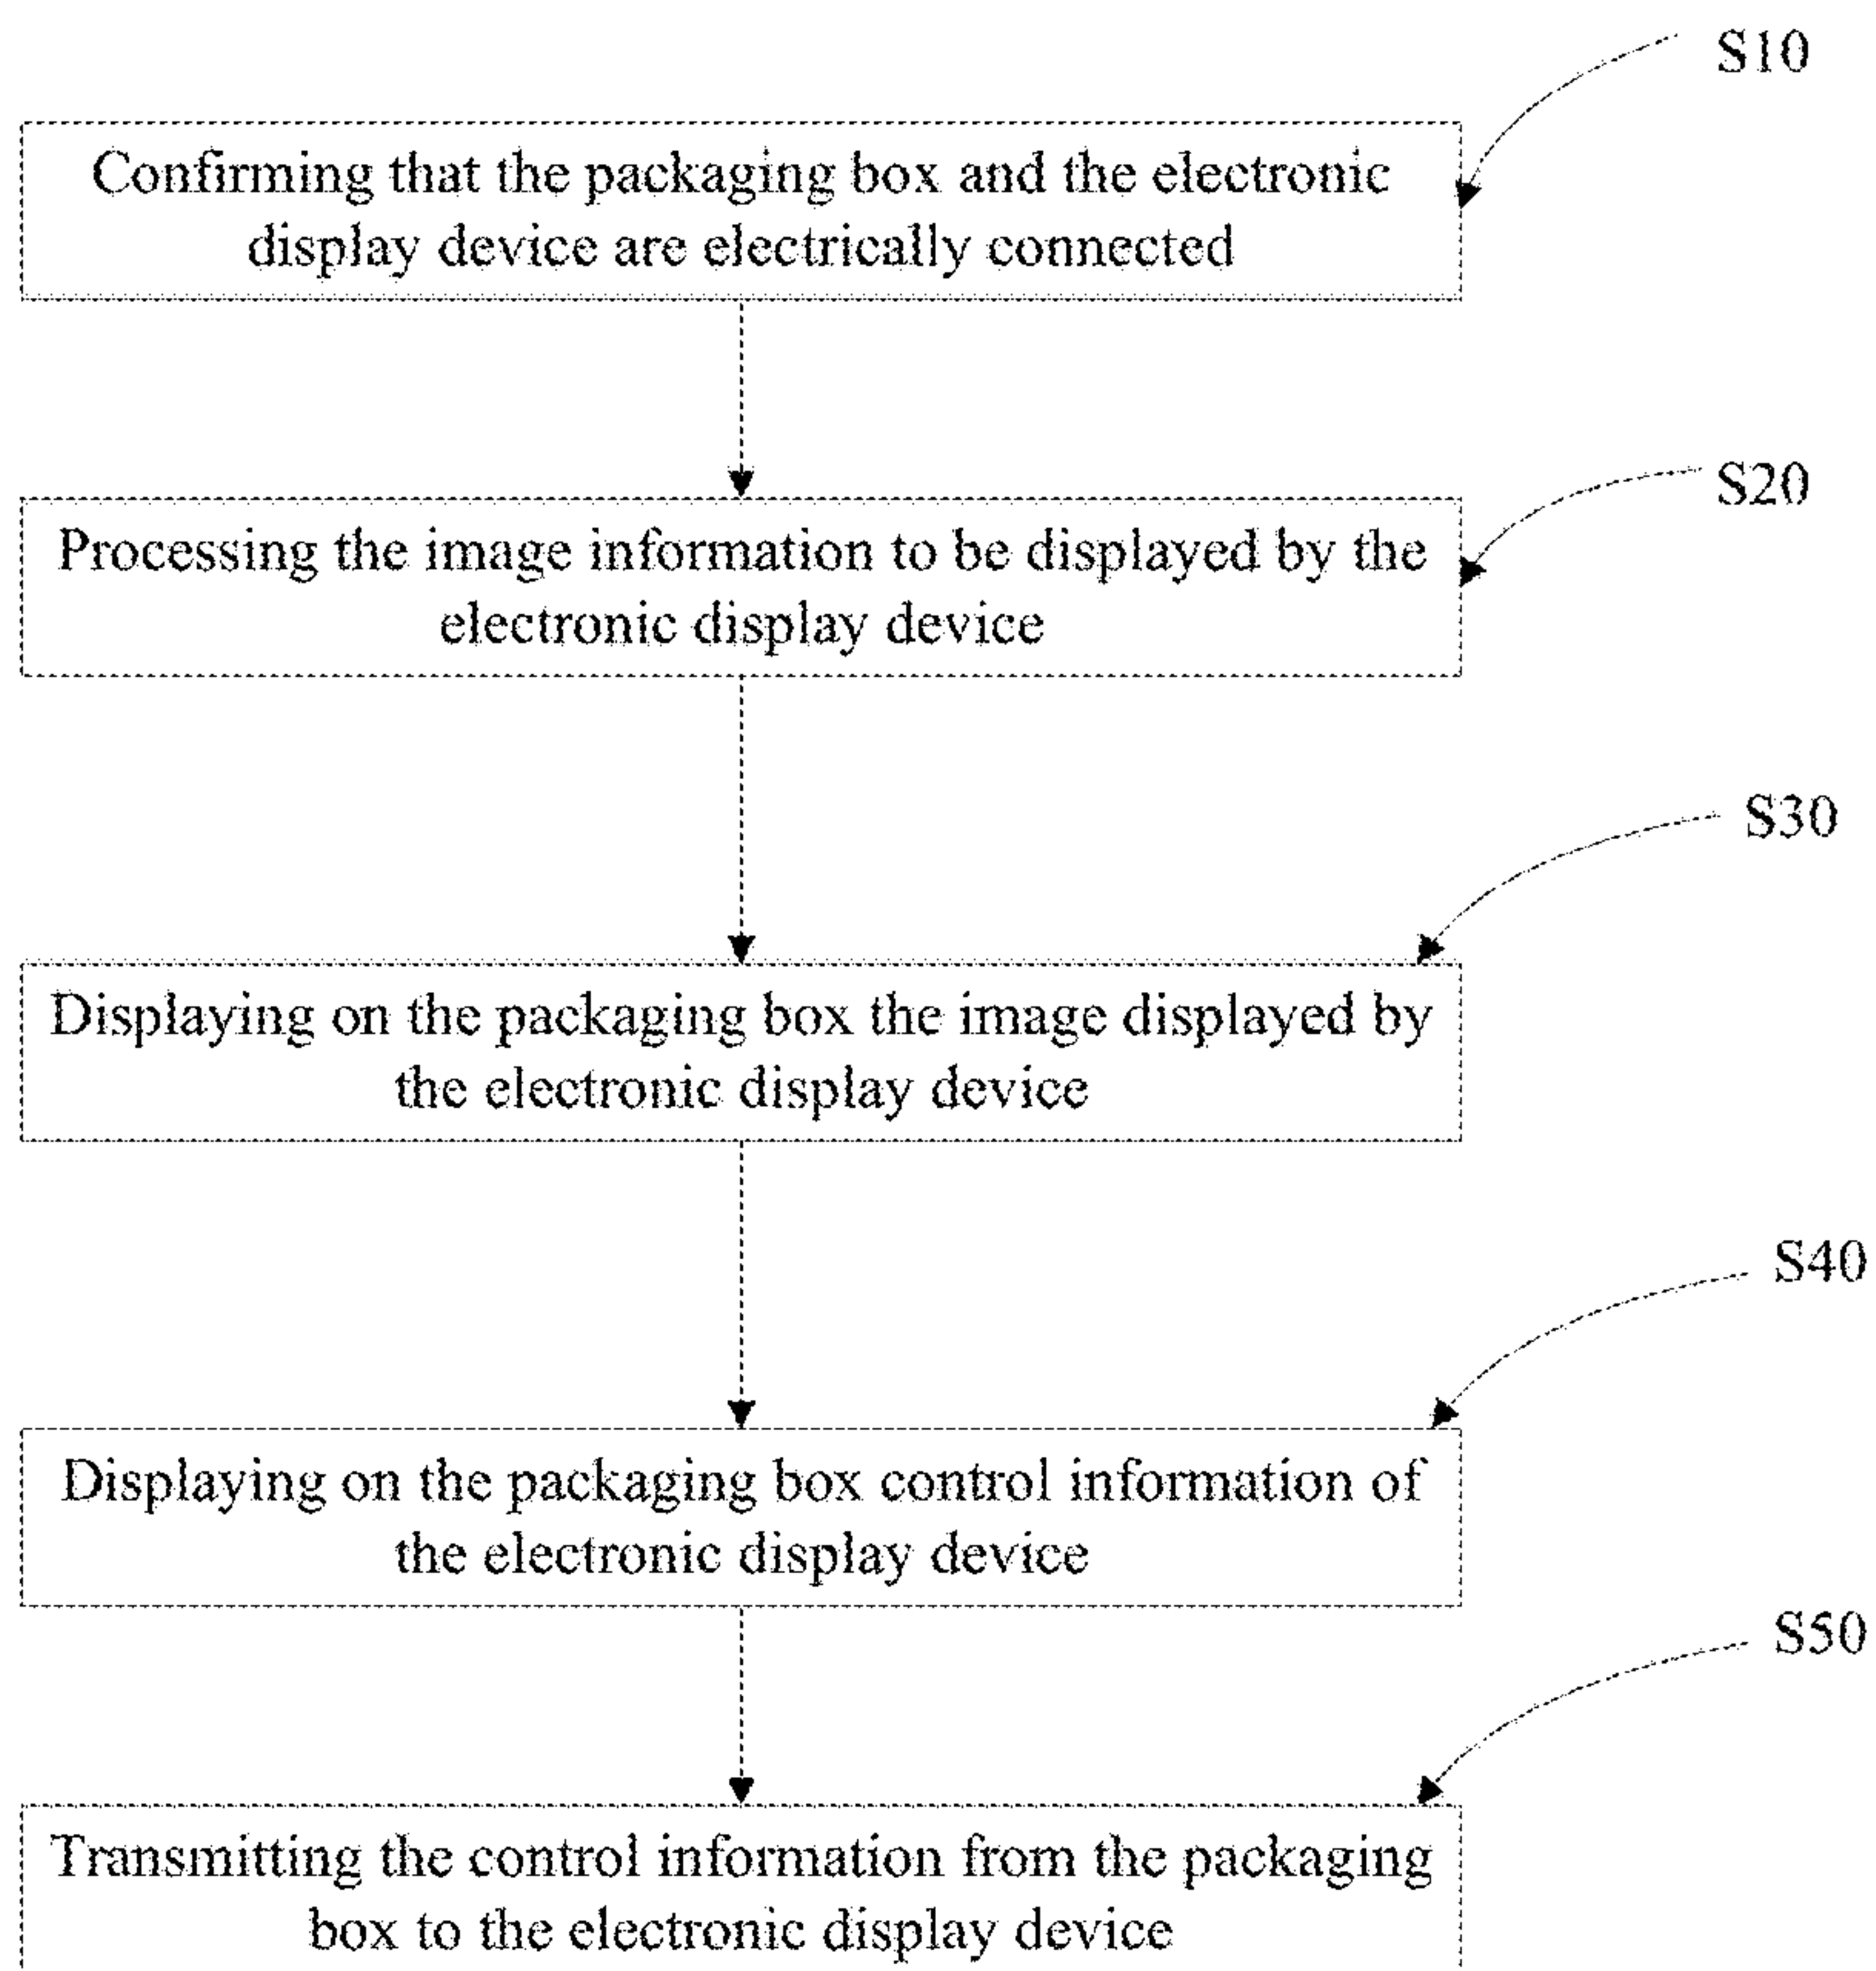 S10
Confirming that the packaging box and the electronic
display device are electrically connected
S20
Processing the image information to be displayed by the
electronic display device
S30
Displaying on the packaging box the image displayed by
the electronic display device
S40
Displaying on the packaging box control information of
the electronic display device
S50
Transmitting the control information from the packaging
box to the electronic display device